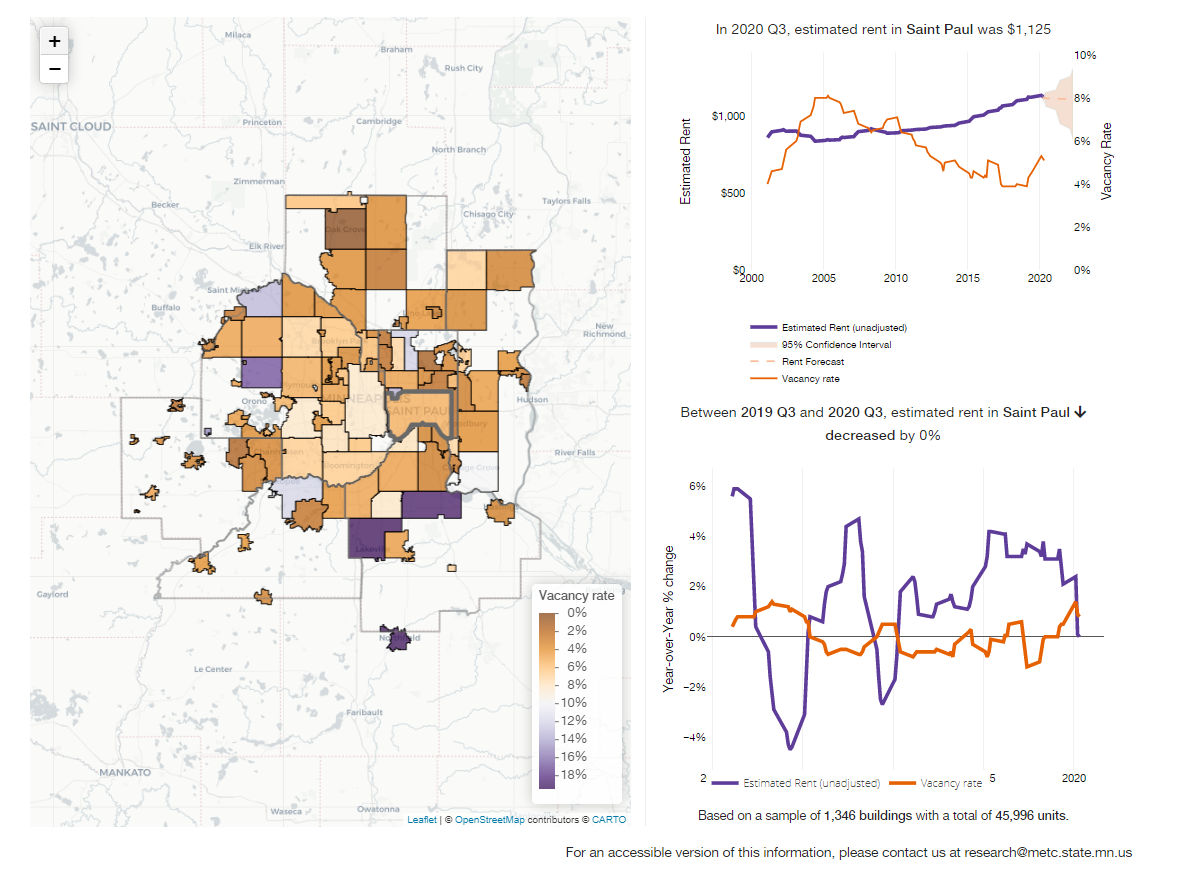 +
−
Milaca
Braham
Rush City
SAINT CLOUD
Princeton
Cambridge
North Branch
Zimmerman
Becker
Taylors Falls
Chisago City
Oak Grove
Elk River
Buffalo
New
Richmond
Orono
MINNEAPOLIS
SAINT PAUL
Hudson
River Falls
Bloomington
Cottage Grove
Lakeville
Gaylord
Northfield
Le Center
Faribault
MANKATO
Waseca
Owatonna
Vacancy rate
0%
2%
4%
6%
8%
10%
12%
14%
16%
18%
Leaflet | © OpenStreetMap contributors © CARTO
In 2020 Q3, estimated rent in Saint Paul was $1,125
Estimated Rent
$1,000
$500
$0
10%
8%
6%
4%
2%
0%
Vacancy Rate
2000 2005 2010 2015 2020
Estimated Rent (unadjusted)
95% Confidence Interval
Rent Forecast
Vacancy rate
Between 2019 Q3 and 2020 Q3, estimated rent in Saint Paul ↓
decreased by 0%
Year-over-Year % change
6%
4%
2%
0%
−2%
−4%
2 5 2020
Estimated Rent (unadjusted) Vacancy rate
Based on a sample of 1,346 buildings with a total of 45,996 units.
For an accessible version of this information, please contact us at research@metc.state.mn.us